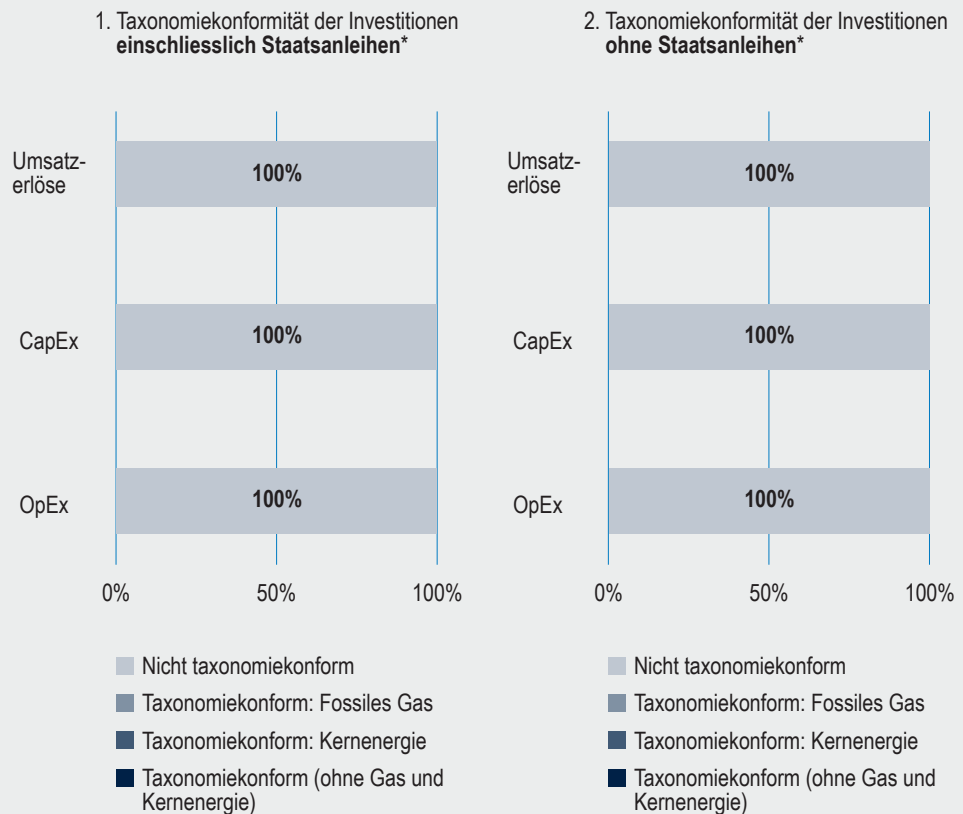 1. Taxonomiekonformität der Investitionen
einschliesslich Staatsanleihen*
Umsatz-
erlöse
100%
CapEx
100%
OpEx
100%
0% 50% 100%
Nicht taxonomiekonform
Taxonomiekonform: Fossiles Gas
Taxonomiekonform: Kernenergie
Taxonomiekonform (ohne Gas und
Kernenergie)
2. Taxonomiekonformität der Investitionen
ohne Staatsanleihen*
Umsatz-
erlöse
100%
CapEx
100%
OpEx
100%
0% 50% 100%
Nicht taxonomiekonform
Taxonomiekonform: Fossiles Gas
Taxonomiekonform: Kernenergie
Taxonomiekonform (ohne Gas und
Kernenergie)